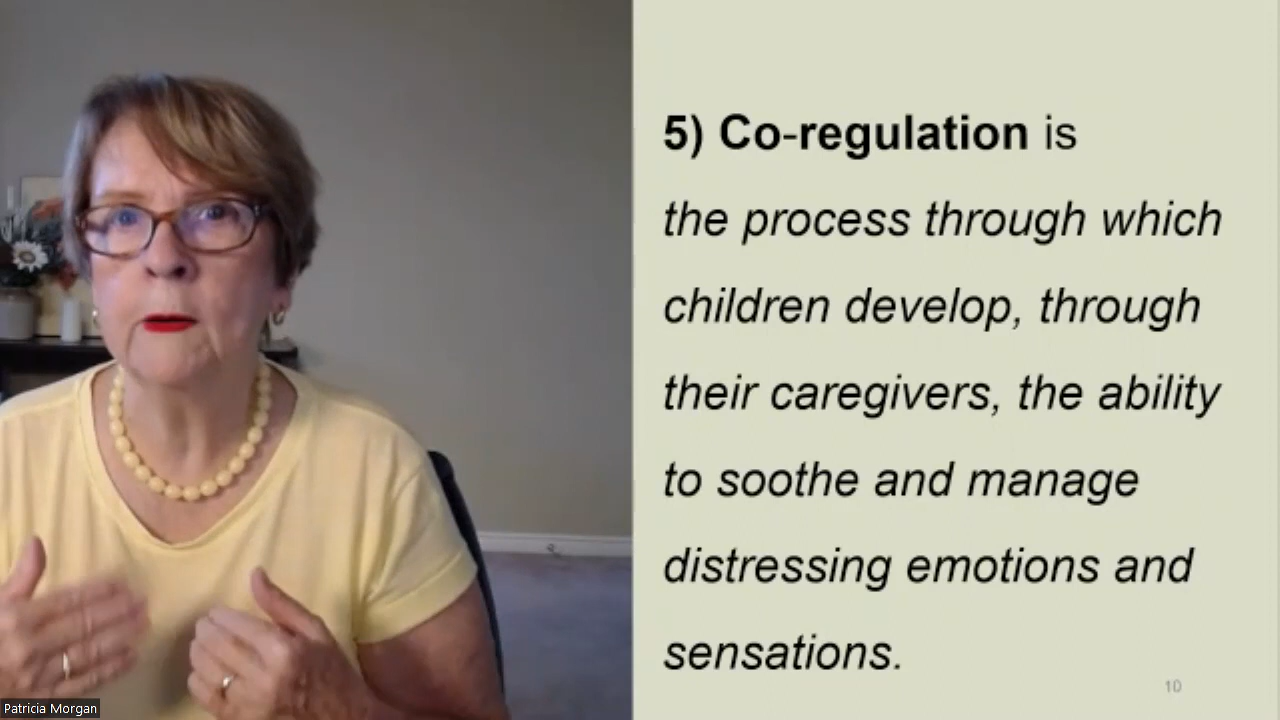 5) Co-regulation is
the process through which
children develop, through
their caregivers, the ability
to soothe and manage
distressing emotions and
sensations.
10
Patricia Morgan